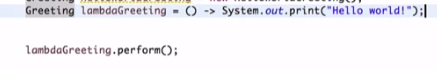 Greeting lambdaGreeting = () -> System.out.print("Hello world!");
lambdaGreeting.perform();